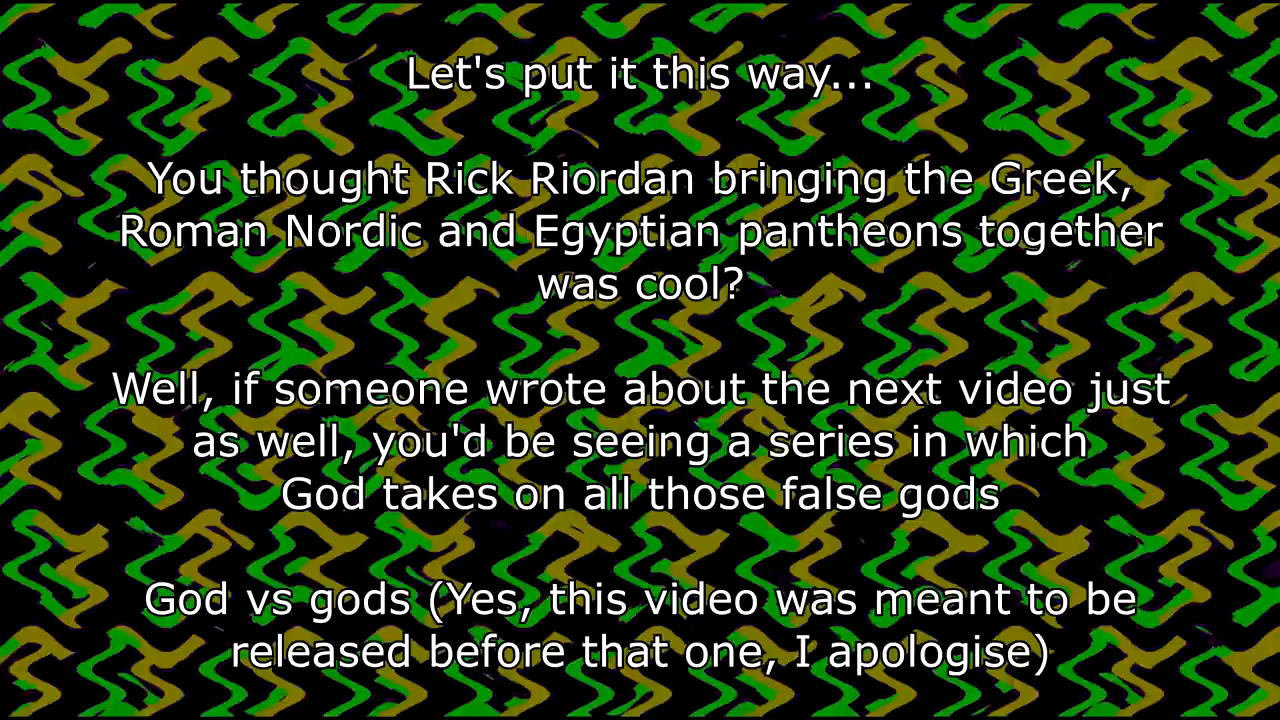 Let's put it this way...
You thought Rick Riordan bringing the Greek,
Roman Nordic and Egyptian pantheons together
was cool?
Well, if someone wrote about the next video just
as well, you'd be seeing a series in which
God takes on all those false gods
God vs gods (Yes, this video was meant to be
released before that one, I apologise)